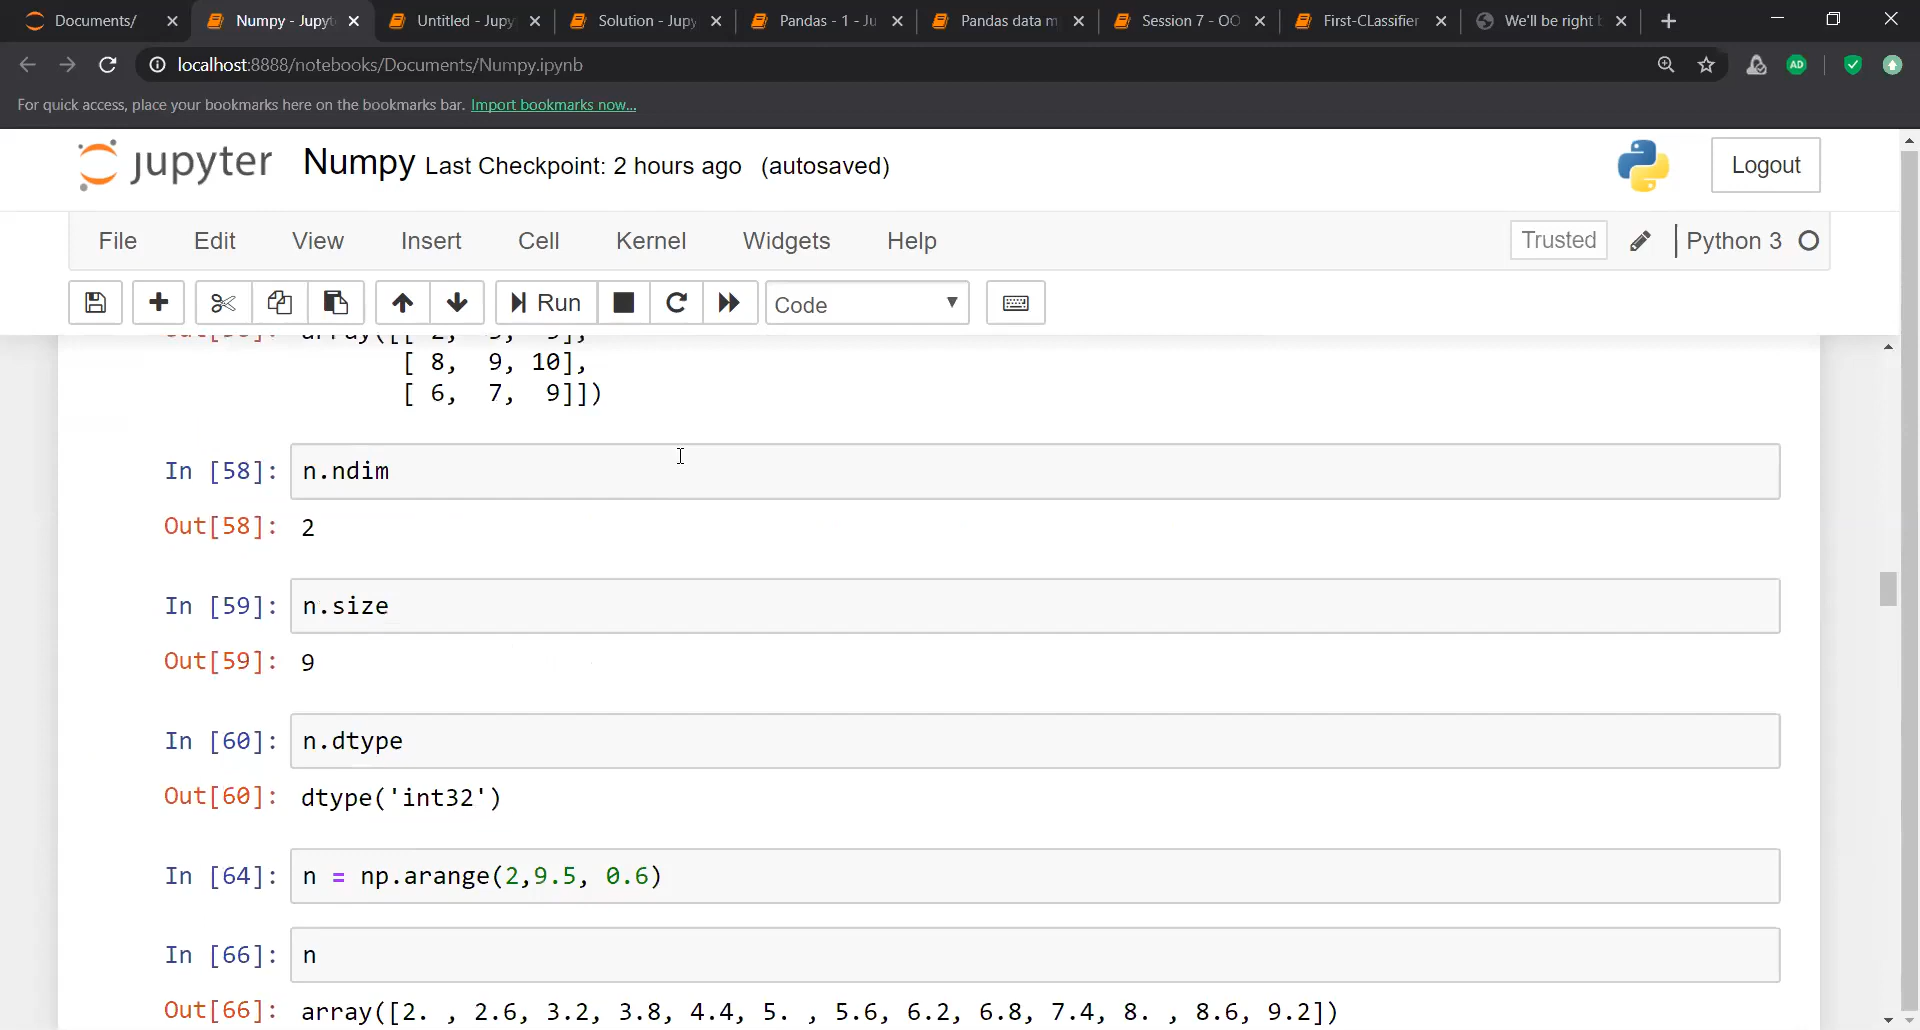 Documents/
Numpy - Jupyt
Untitled - Jupy
Solution - Jupy
Pandas - 1 - Ju
Pandas data m
Session 7 - OO
First-CLassifier
We'll be right b
localhost:8888/notebooks/Documents/Numpy.ipynb
AD
For quick access, place your bookmarks here on the bookmarks bar. Import bookmarks now...
jupyter Numpy Last Checkpoint: 2 hours ago (autosaved)
Logout
File Edit View Insert Cell Kernel Widgets Help
Trusted
Python 3
Run
Code
array([[ 2,
[ 8, 9, 10],
[ 6, 7, 9]])
In [58]: n.ndim
Out[58]: 2
In [59]: n.size
Out[59]: 9
In [60]: n.dtype
Out[60]: dtype('int32')
In [64]: n = np.arange(2,9.5, 0.6)
In [66]: n
Out[66]: array([2. , 2.6, 3.2, 3.8, 4.4, 5. , 5.6, 6.2, 6.8, 7.4, 8. , 8.6, 9.2])